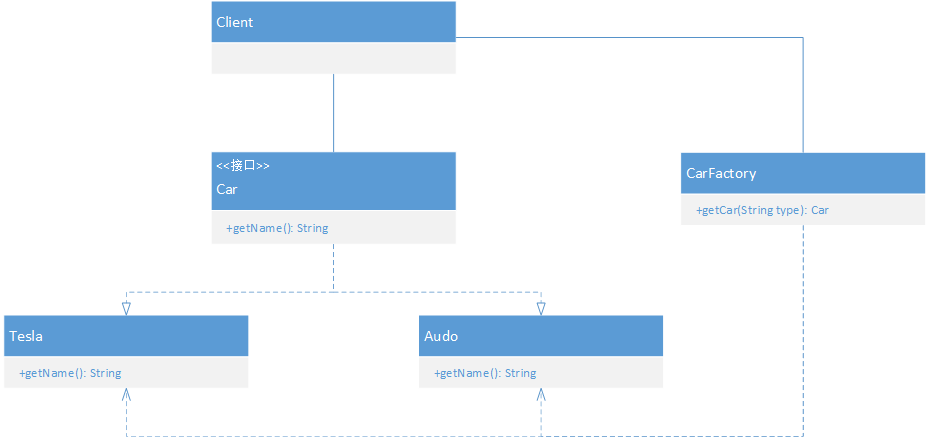 Client
<<接口>>
Car
+getName(): String
CarFactory
+getCar(String type): Car
Tesla
+getName(): String
Audo
+getName(): String